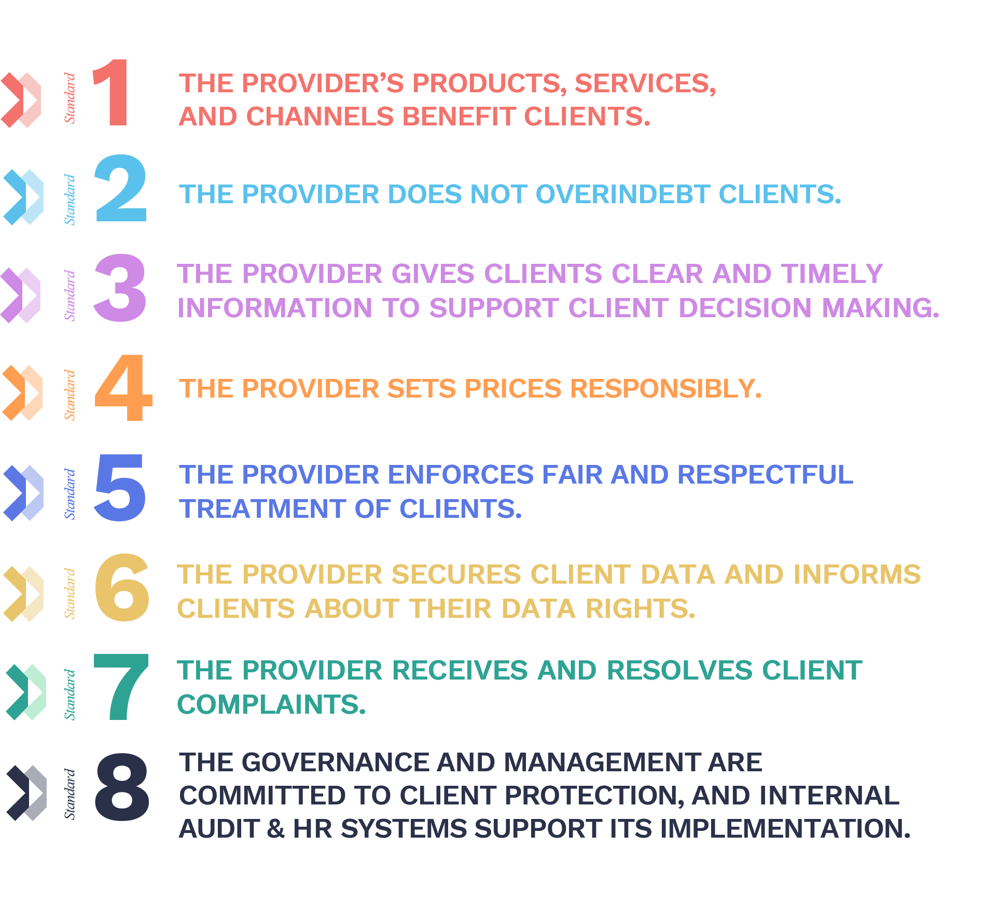 Standard 1
THE PROVIDER’S PRODUCTS, SERVICES,
AND CHANNELS BENEFIT CLIENTS.
Standard 2
THE PROVIDER DOES NOT OVERINDEBT CLIENTS.
Standard 3
THE PROVIDER GIVES CLIENTS CLEAR AND TIMELY
INFORMATION TO SUPPORT CLIENT DECISION MAKING.
Standard 4
THE PROVIDER SETS PRICES RESPONSIBLY.
Standard 5
THE PROVIDER ENFORCES FAIR AND RESPECTFUL
TREATMENT OF CLIENTS.
Standard 6
THE PROVIDER SECURES CLIENT DATA AND INFORMS
CLIENTS ABOUT THEIR DATA RIGHTS.
Standard 7
THE PROVIDER RECEIVES AND RESOLVES CLIENT
COMPLAINTS.
Standard 8
THE GOVERNANCE AND MANAGEMENT ARE
COMMITTED TO CLIENT PROTECTION, AND INTERNAL
AUDIT & HR SYSTEMS SUPPORT ITS IMPLEMENTATION.